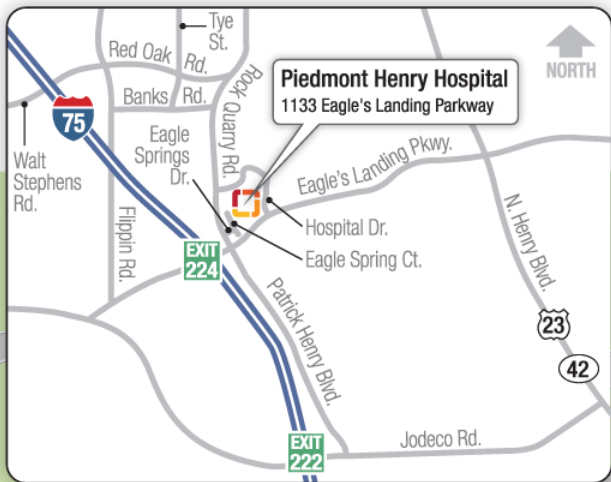 Tye
St.
Red Oak Rd.
NORTH
Piedmont Henry Hospital
1133 Eagle's Landing Parkway
Banks Rd.
Rock Quarry Rd.
75
Eagle
Springs
Dr.
Walt
Stephens
Rd.
Eagle's Landing Pkwy.
Flippin Rd.
N. Henry Blvd.
Hospital Dr.
Eagle Spring Ct.
EXIT
224
Patrick Henry Blvd.
23
42
Jodeco Rd.
EXIT
222